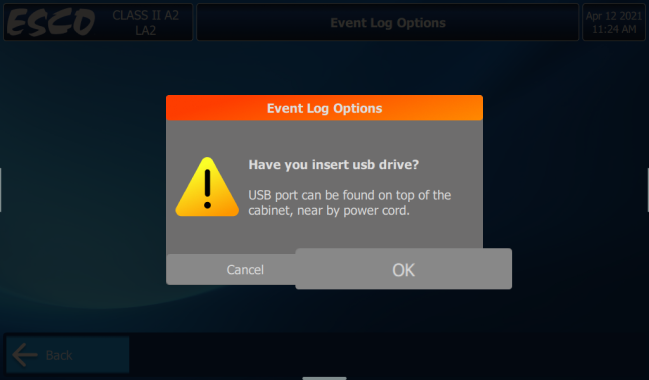 ESCO
CLASS II A2
LA2
Event Log Options
Apr 12 2021
11:24 AM
Event Log Options
Have you insert usb drive?
USB port can be found on top of the
cabinet, near by power cord.
Cancel
OK
Back